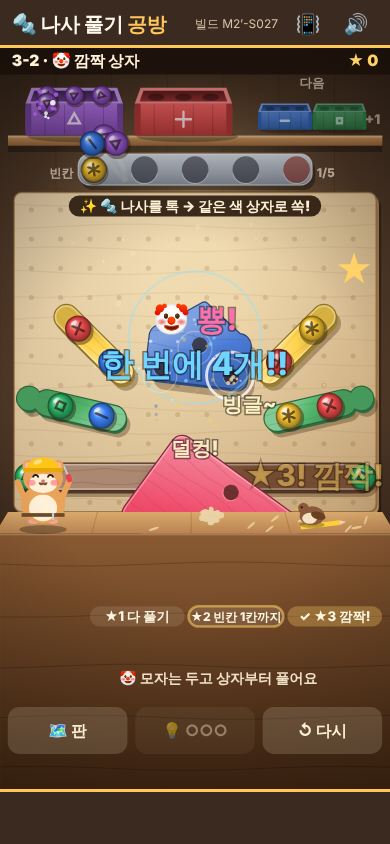 나사 풀기 공방
빌드 M2'-S027
3-2 · 깜짝 상자
★ 0
다음
+1
빈칸
1/5
나사를 톡 → 같은 색 상자로 쏙!
뿅!
한 번에 4개!!
빙글~
덜컹!
★3! 깜짝!
★1 다 풀기
★2 빈칸 1칸까지
✓ ★3 깜짝!
모자는 두고 상자부터 풀어요
판
다시